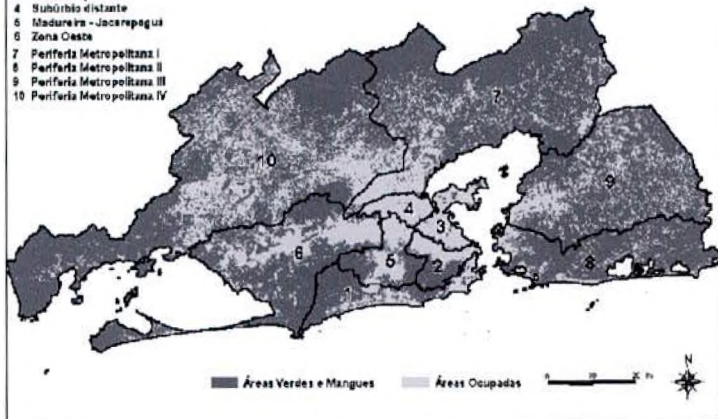 4 Subúrbio distante
5 Madureira - Jacarepaguá
6 Zona Oeste
7 Periferia Metropolitana I
8 Periferia Metropolitana II
9 Periferia Metropolitana III
10 Periferia Metropolitana IV
7
10
9
4
3
6
5
2
8
1
N
Áreas Verdes e Mangues
Áreas Ocupadas